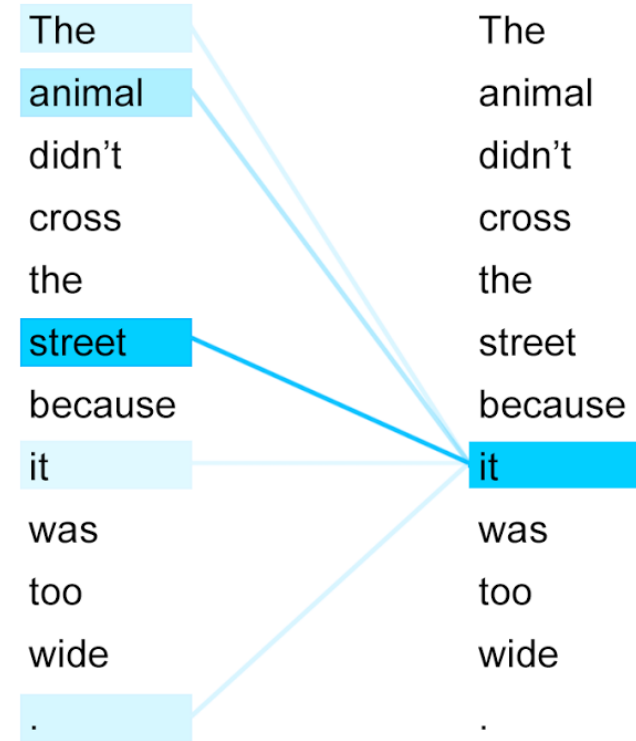 The The
animal animal
didn’t didn’t
cross cross
the the
street street
because because
it it
was was
too too
wide wide
. .